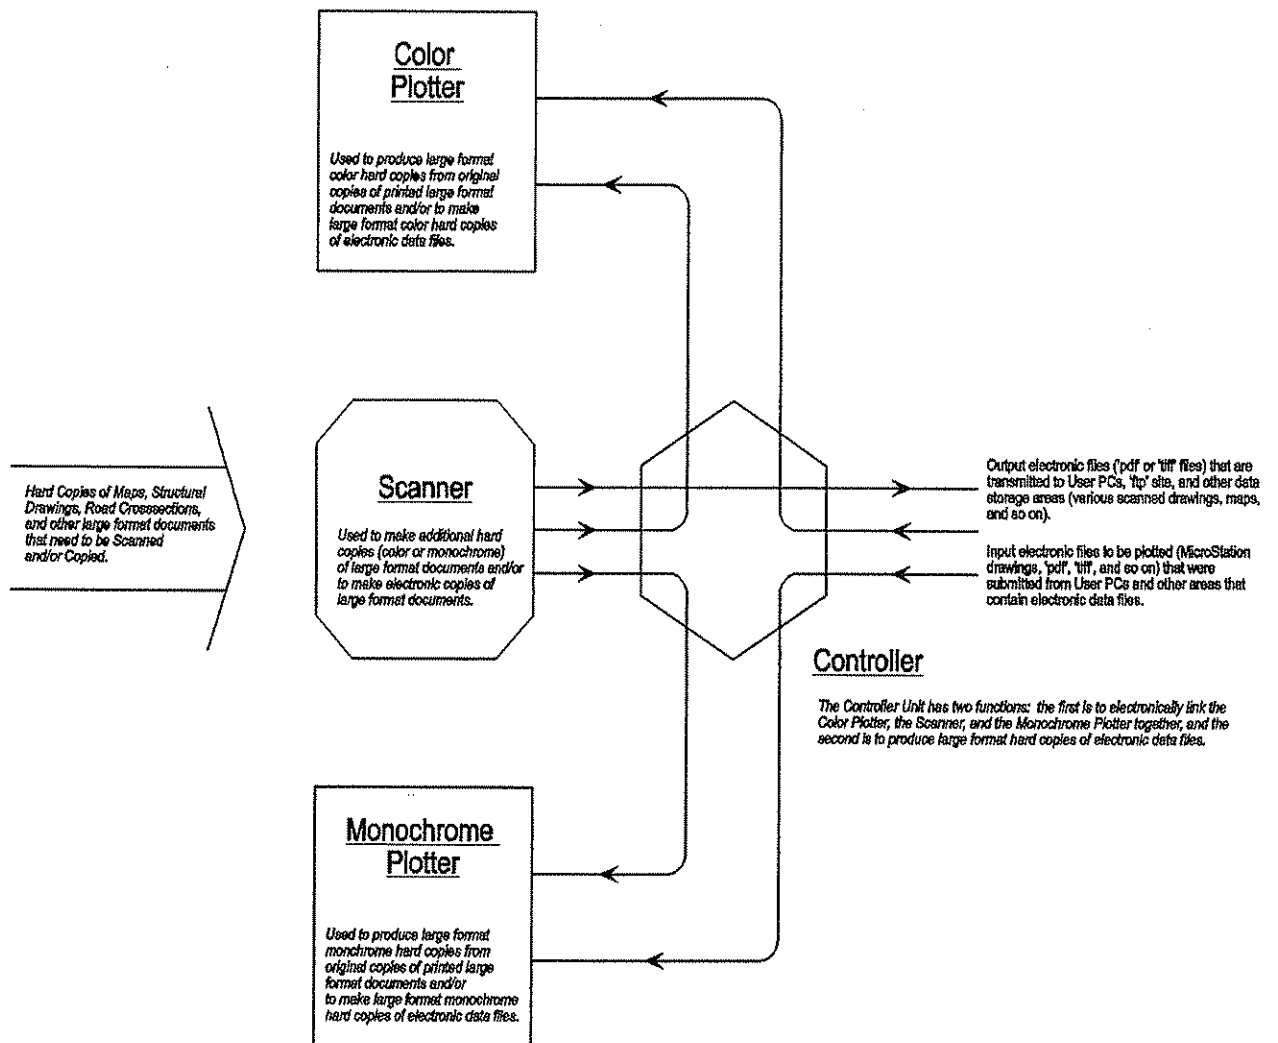 Color
Plotter
Used to produce large format
color hard copies from original
copies of printed large format
documents and/or to make
large format color hard copies
of electronic data files.
Hard Copies of Maps, Structural
Drawings, Road Crosssections,
and other large format documents
that need to be Scanned
and/or Copied.
Scanner
Used to make additional hard
copies (color or monochrome)
of large format documents and/or
to make electronic copies of
large format documents.
Output electronic files ('pdf' or 'tiff' files) that are
transmitted to User PCs, 'ftp' site, and other data
storage areas (various scanned drawings, maps,
and so on).
Input electronic files to be plotted (MicroStation
drawings, 'pdf', 'tiff', and so on) that were
submitted from User PCs and other areas that
contain electronic data files.
Controller
The Controller Unit has two functions: the first is to electronically link the
Color Plotter, the Scanner, and the Monochrome Plotter together, and the
second is to produce large format hard copies of electronic data files.
Monochrome
Plotter
Used to produce large format
monochrome hard copies from
original copies of printed large
format documents and/or
to make large format monochrome
hard copies of electronic data files.